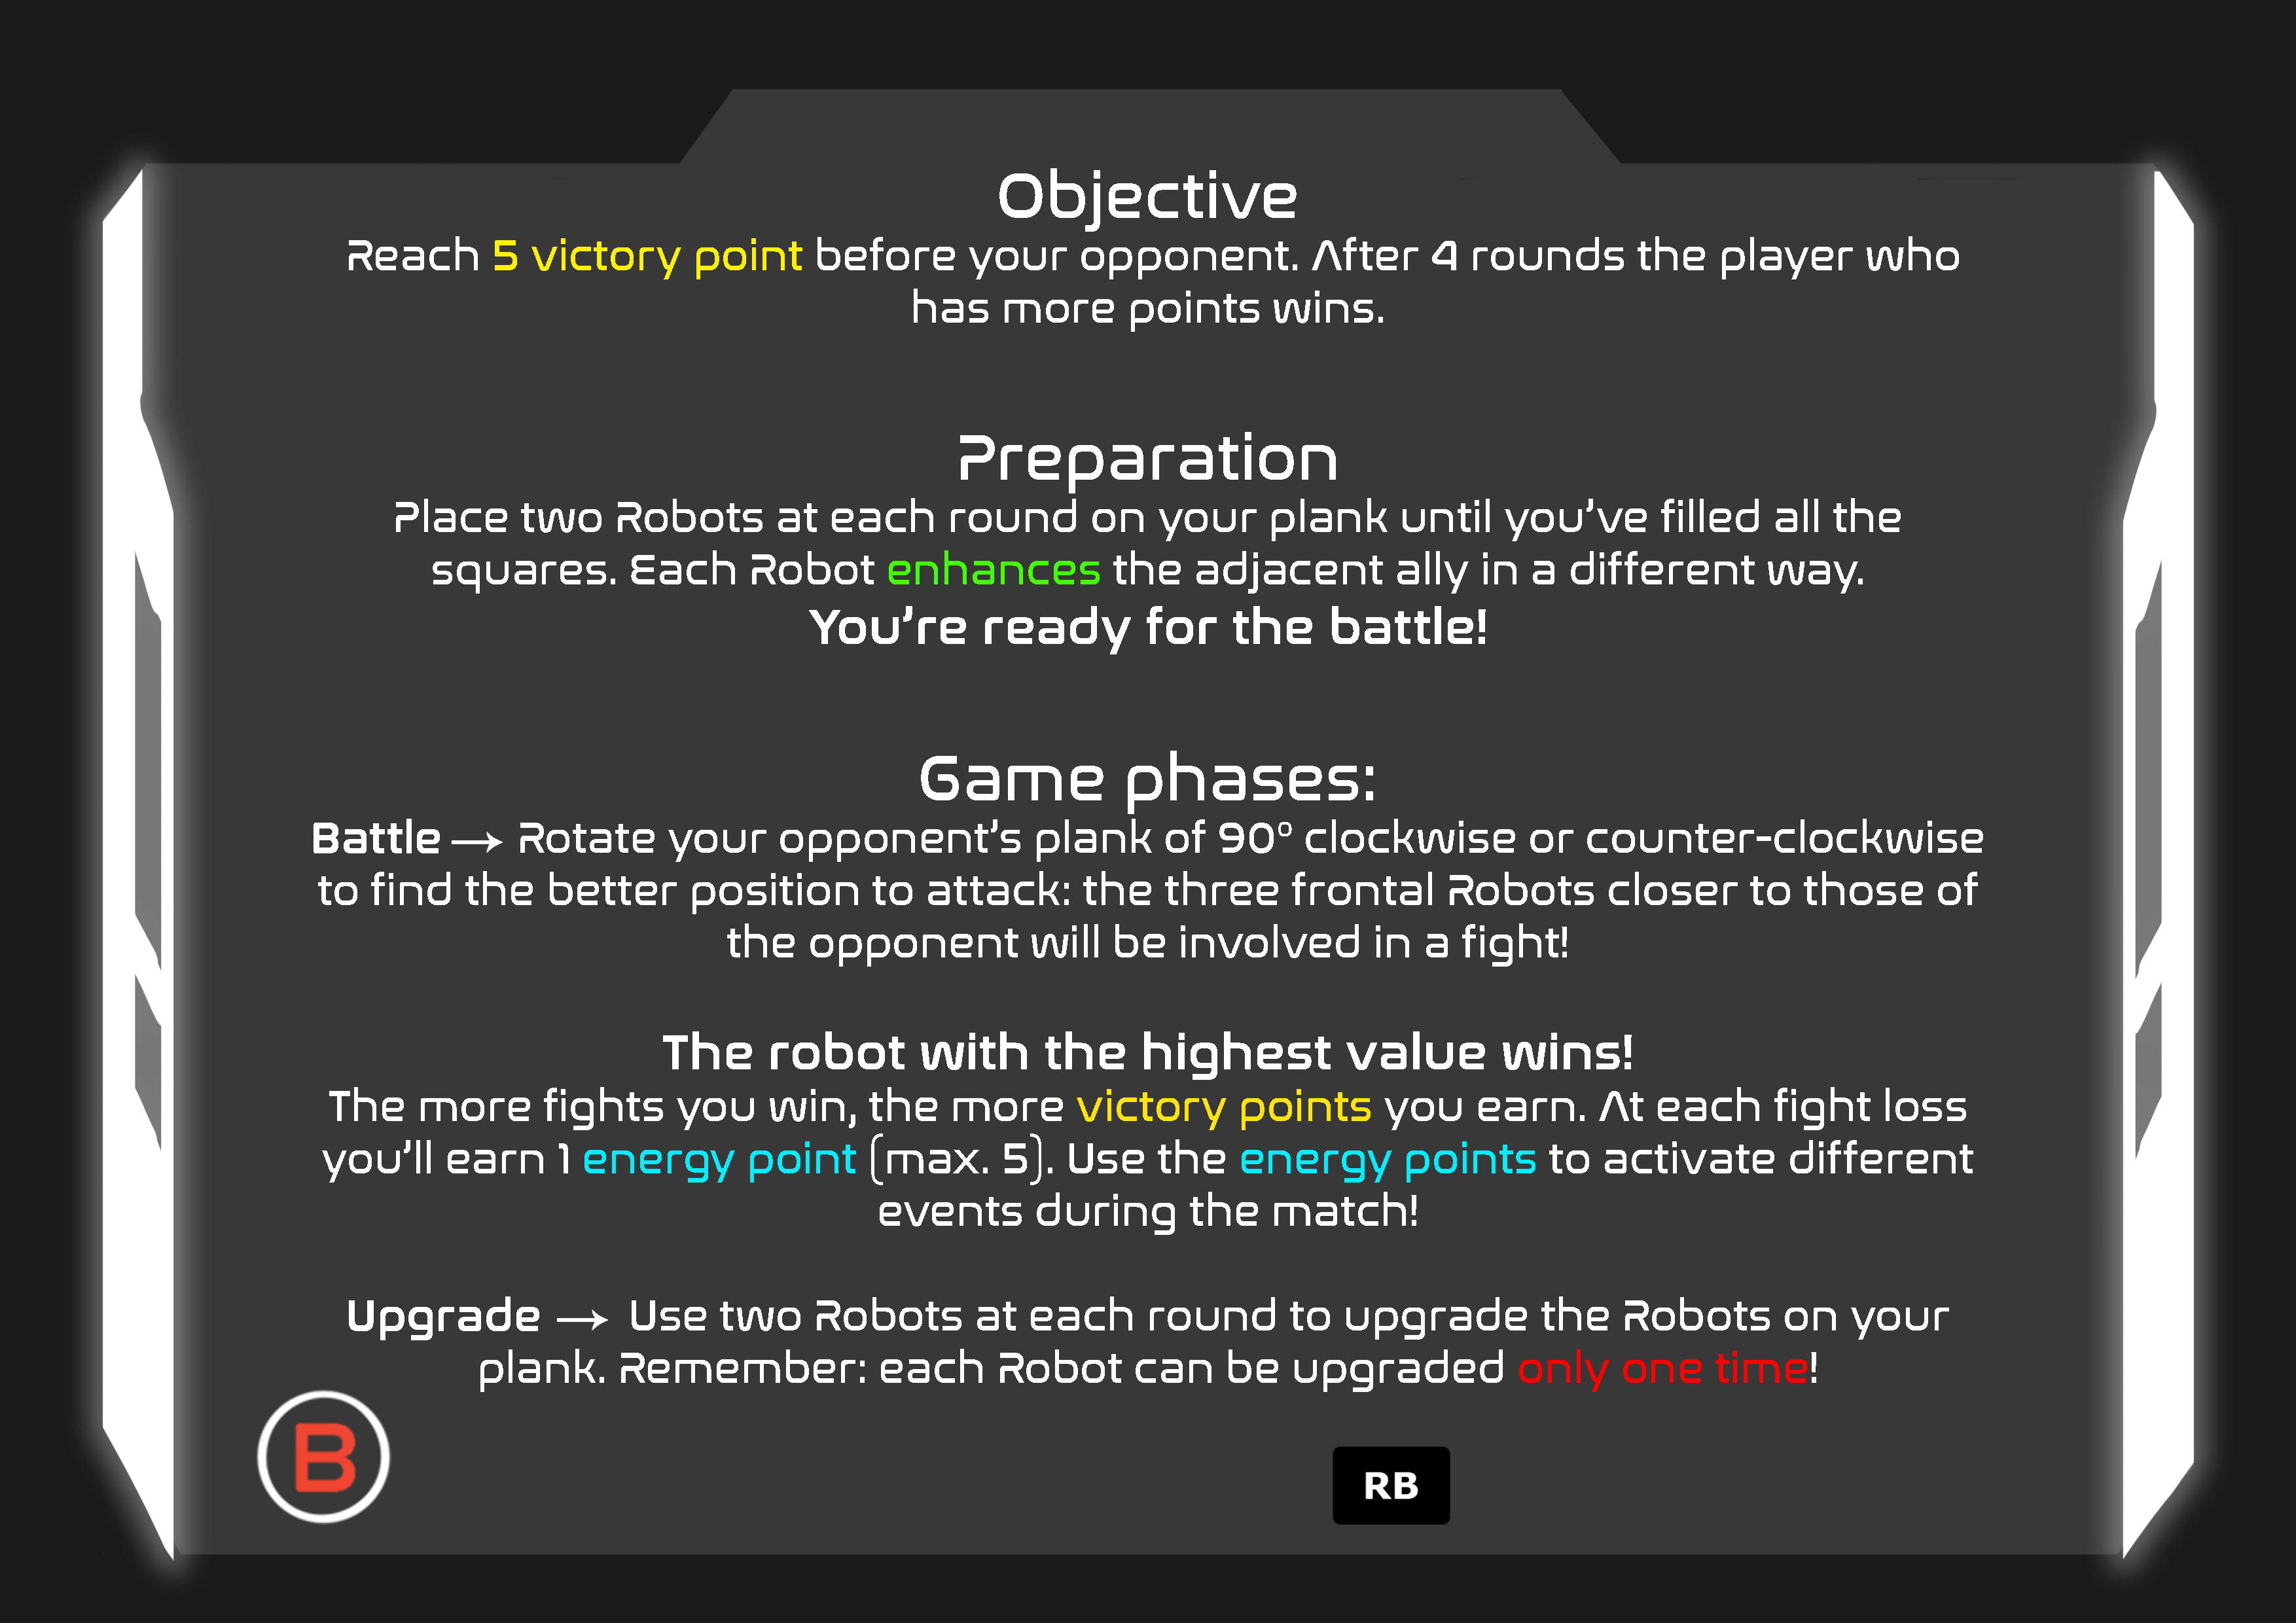 Objective
Reach 5 victory point before your opponent. After 4 rounds the player who
has more points wins.
Preparation
Place two Robots at each round on your plank until you've filled all the
squares. Each Robot enhances the adjacent ally in a different way.
You're ready for the battle!
Game phases:
Battle → Rotate your opponent's plank of 90º clockwise or counter-clockwise
to find the better position to attack: the three frontal Robots closer to those of
the opponent will be involved in a fight!
The robot with the highest value wins!
The more fights you win, the more victory points you earn. At each fight loss
you'll earn 1 energy point (max. 5). Use the energy points to activate different
events during the match!
Upgrade → Use two Robots at each round to upgrade the Robots on your
plank. Remember: each Robot can be upgraded only one time!
B
RB